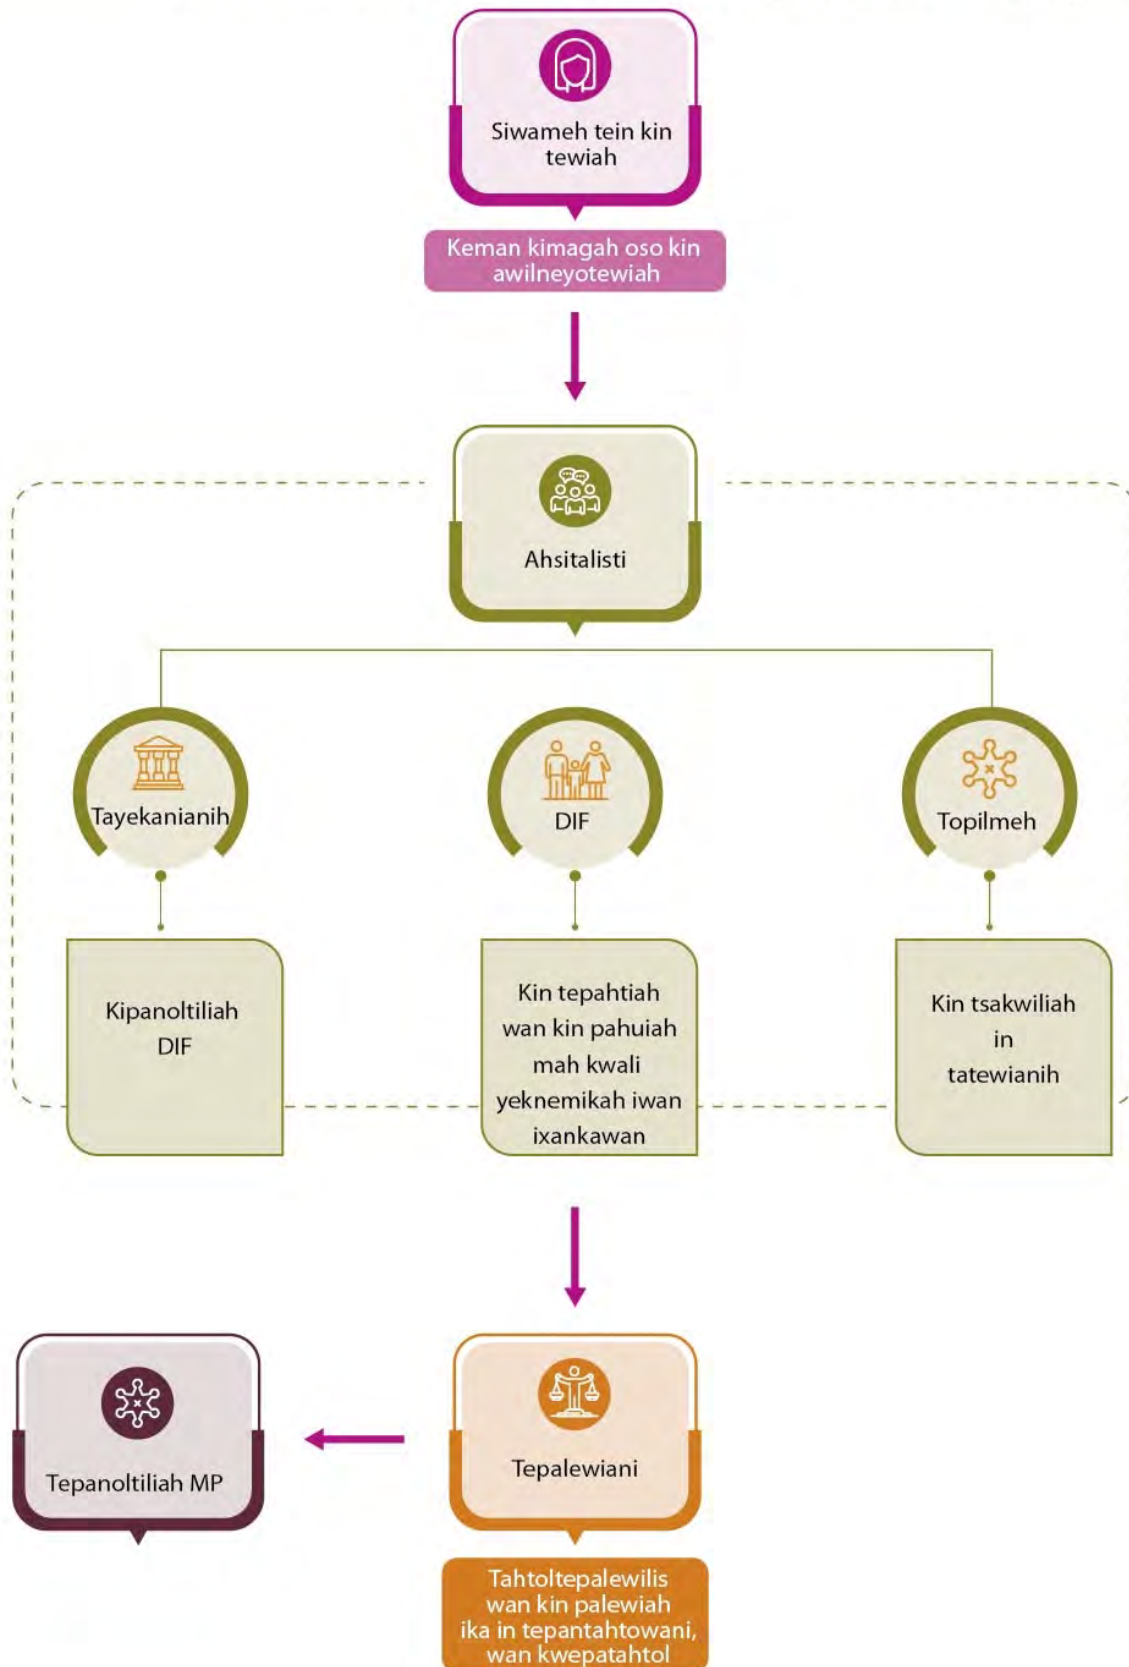 Siwameh tein kin
tewiah
Keman kimagah oso kin
awilneyotewiah
Ahsitalisti
Tayekanianih
DIF
Topilmeh
Kipanoltiliah
DIF
Kin tepahtiah
wan kin pahuiah
mah kwali
yeknemikah iwan
ixankawan
Kin tsakwiliah
in
tatewianih
Tepanoltiliah MP
Tepalewiani
Tahtoltepalewilis
wan kin palewiah
ika in tepantahtowani,
wan kwepatahtol